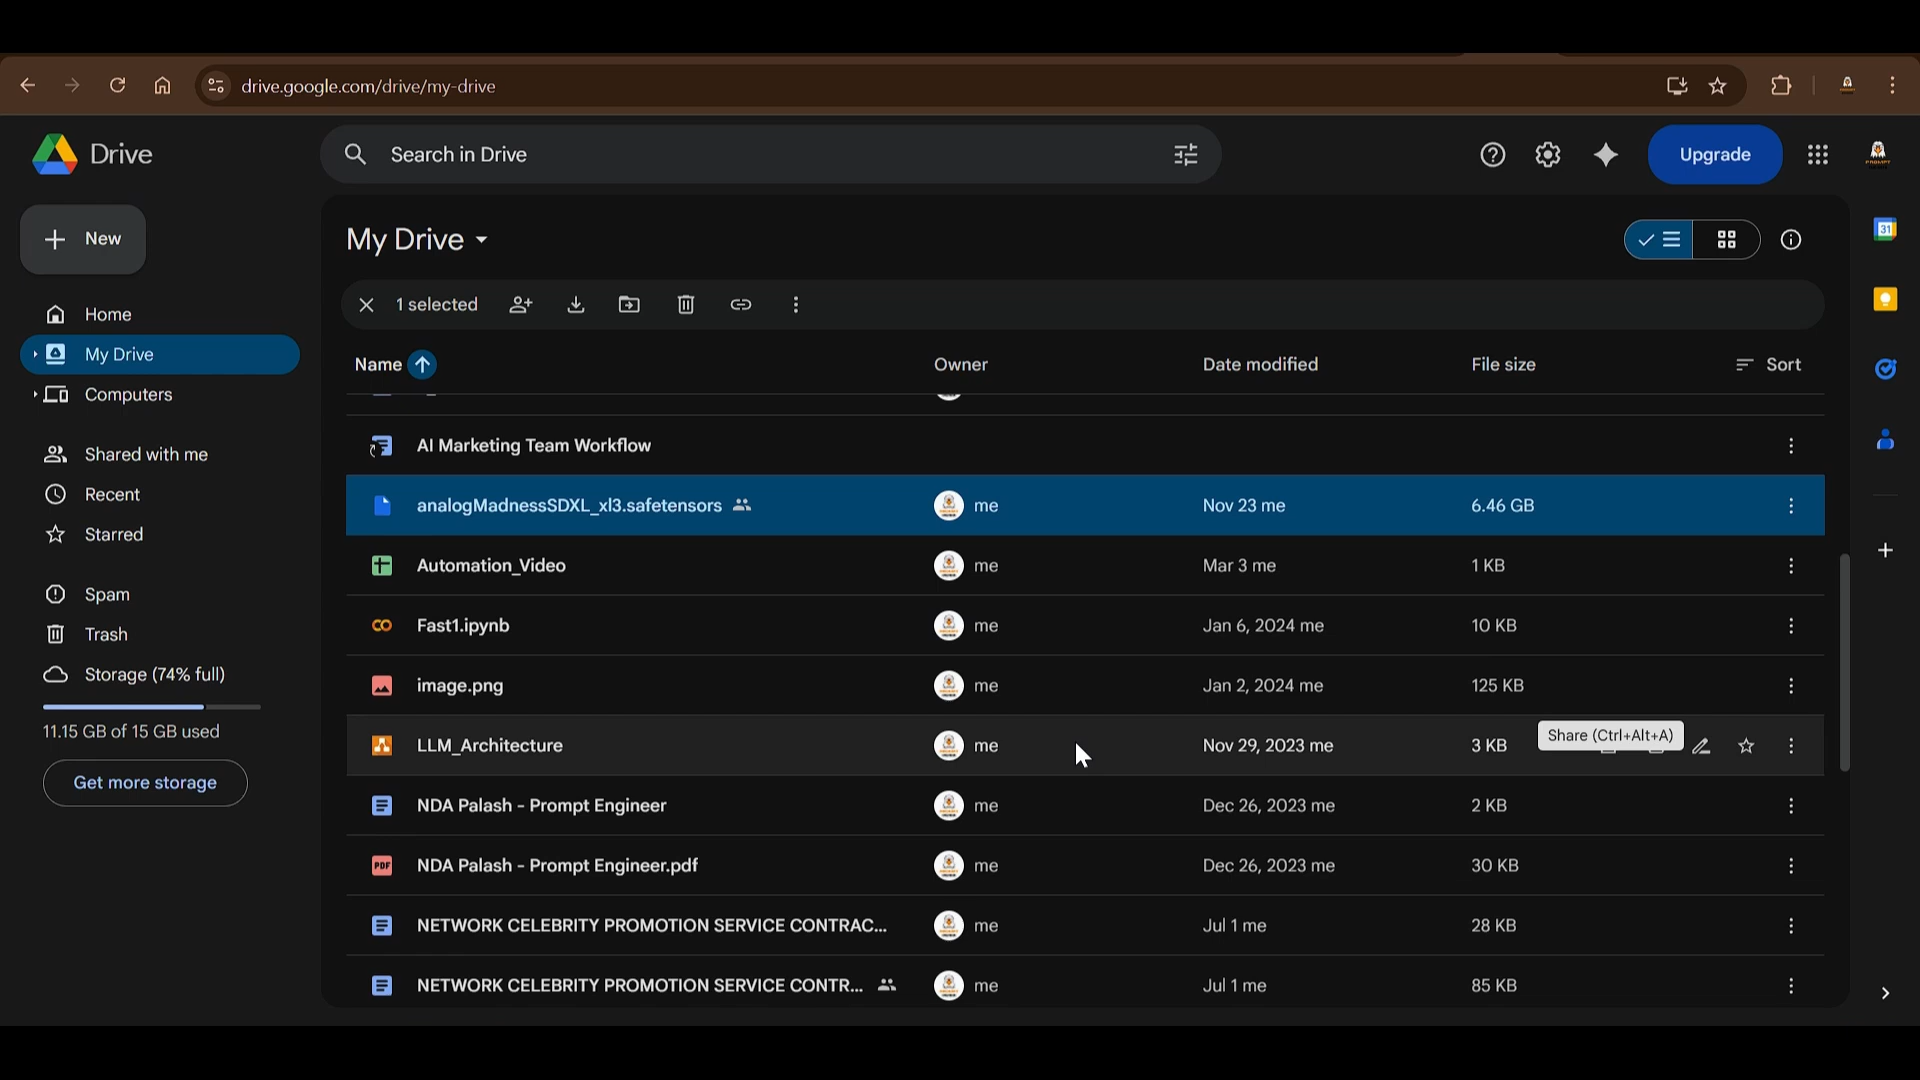 drive.google.com/drive/my-drive
Drive
Search in Drive
Upgrade
New
My Drive
31
1 selected
Home
My Drive
Computers
Name
Owner
Date modified
File size
Sort
AI Marketing Team Workflow
Shared with me
Recent
Starred
analogMadnessSDXL_xl3.safetensors
me
Nov 23 me
6.46 GB
Automation_Video
me
Mar 3 me
1 KB
Spam
Trash
Storage (74% full)
Fast1.ipynb
me
Jan 6, 2024 me
10 KB
image.png
me
Jan 2, 2024 me
125 KB
11.15 GB of 15 GB used
Get more storage
LLM_Architecture
me
Nov 29, 2023 me
3 KB
Share (Ctrl+Alt+A)
NDA Palash - Prompt Engineer
me
Dec 26, 2023 me
2 KB
PDF
NDA Palash - Prompt Engineer.pdf
me
Dec 26, 2023 me
30 KB
NETWORK CELEBRITY PROMOTION SERVICE CONTRAC...
me
Jul 1 me
28 KB
NETWORK CELEBRITY PROMOTION SERVICE CONTR...
me
Jul 1 me
85 KB